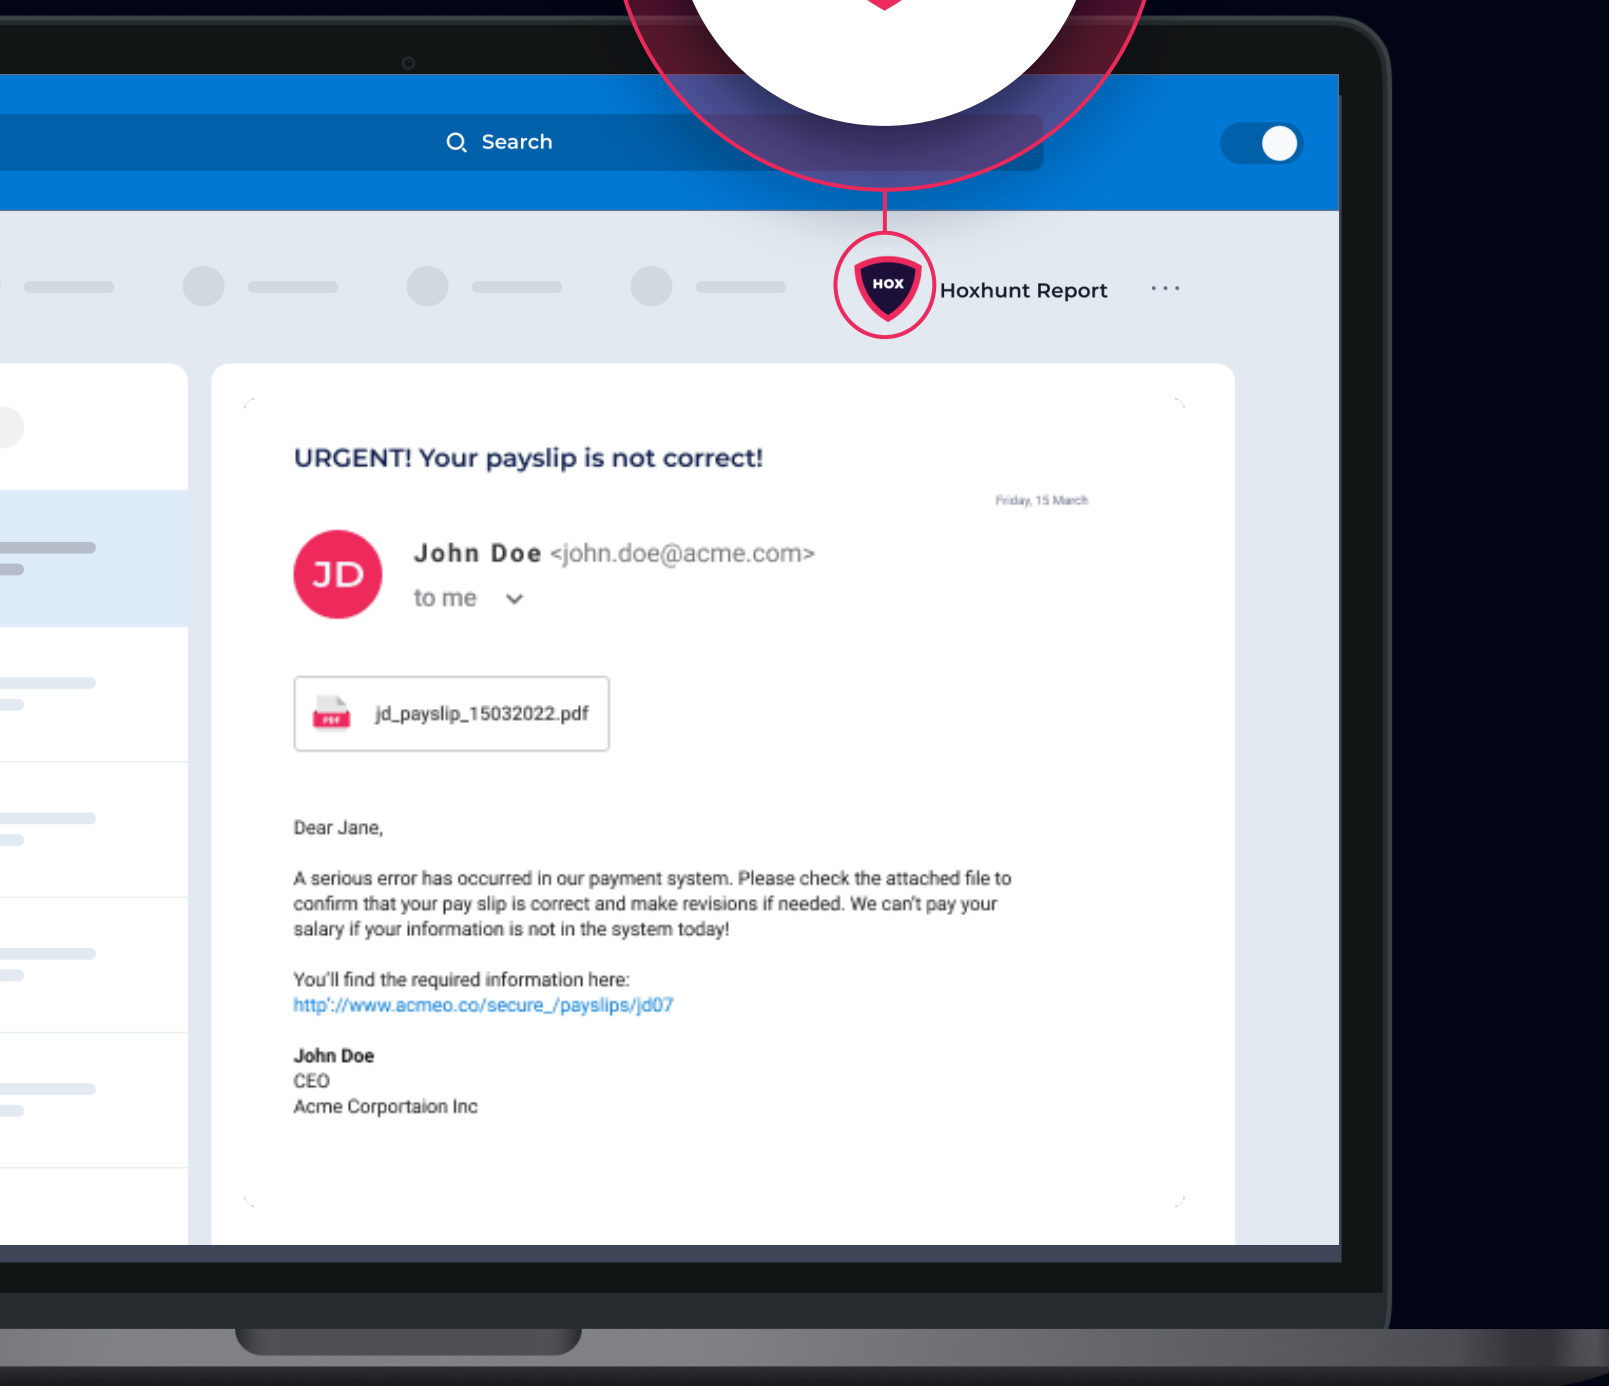 Search
HOX
Hoxhunt Report
URGENT! Your payslip is not correct!
Friday, 15 March
JD
John Doe <john.doe@acme.com>
to me
PDF
jd_payslip_15032022.pdf
Dear Jane,
A serious error has occurred in our payment system. Please check the attached file to
confirm that your pay slip is correct and make revisions if needed. We can't pay your
salary if your information is not in the system today!
You'll find the required information here:
http'://www.acmeo.co/secure_/payslips/jd07
John Doe
CEO
Acme Corportaion Inc